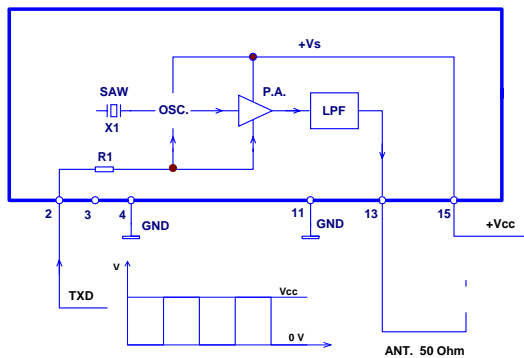 +Vs
SAW
P.A.
OSC.
LPF
X1
R1
2
3
4
11
13
15
GND
GND
+Vcc
V
TXD
Vcc
0 V
ANT. 50 Ohm